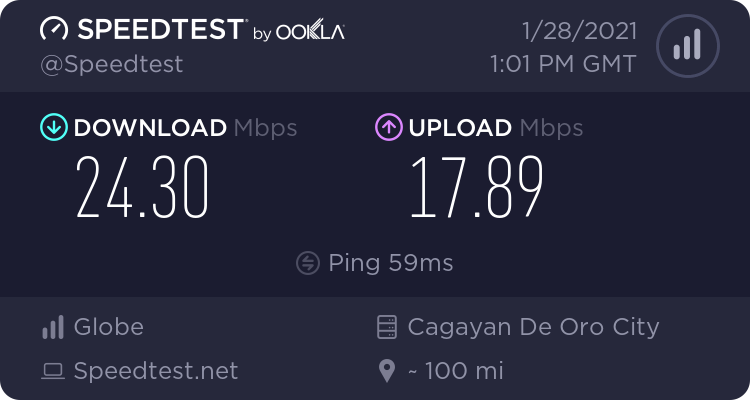 SPEEDTEST by OOKLA
@Speedtest
1/28/2021
1:01 PM GMT
DOWNLOAD Mbps
24.30
UPLOAD Mbps
17.89
Ping 59ms
Globe
Cagayan De Oro City
Speedtest.net
~ 100 mi